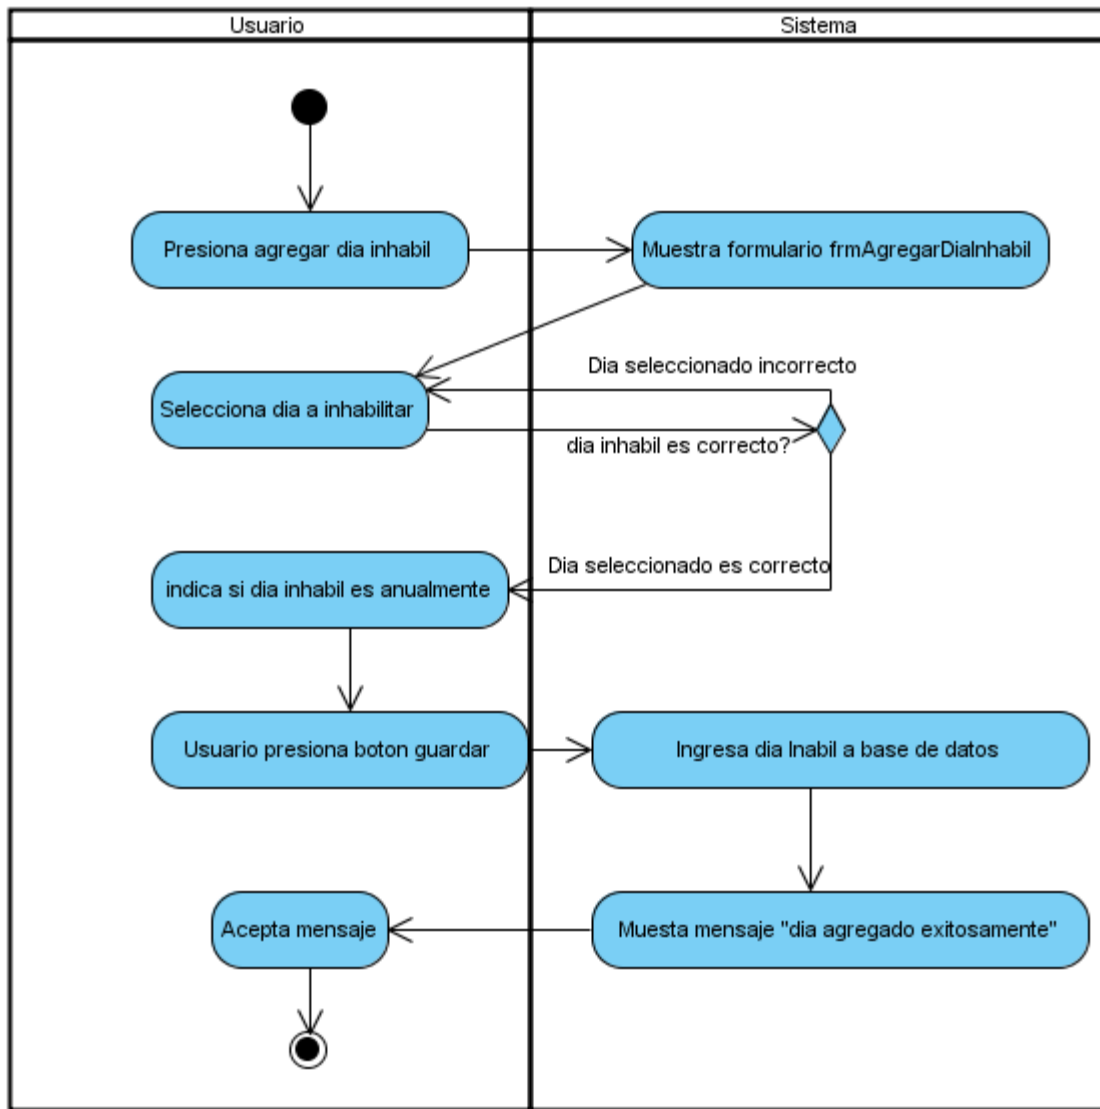 Usuario
Sistema
Presiona agregar dia inhabil
Muestra formulario frmAgregarDiaInhabil
Dia seleccionado incorrecto
Selecciona dia a inhabilitar
dia inhabil es correcto?
Dia seleccionado es correcto
indica si dia inhabil es anualmente
Usuario presiona boton guardar
Ingresa dia Inabil a base de datos
Acepta mensaje
Muesta mensaje "dia agregado exitosamente"